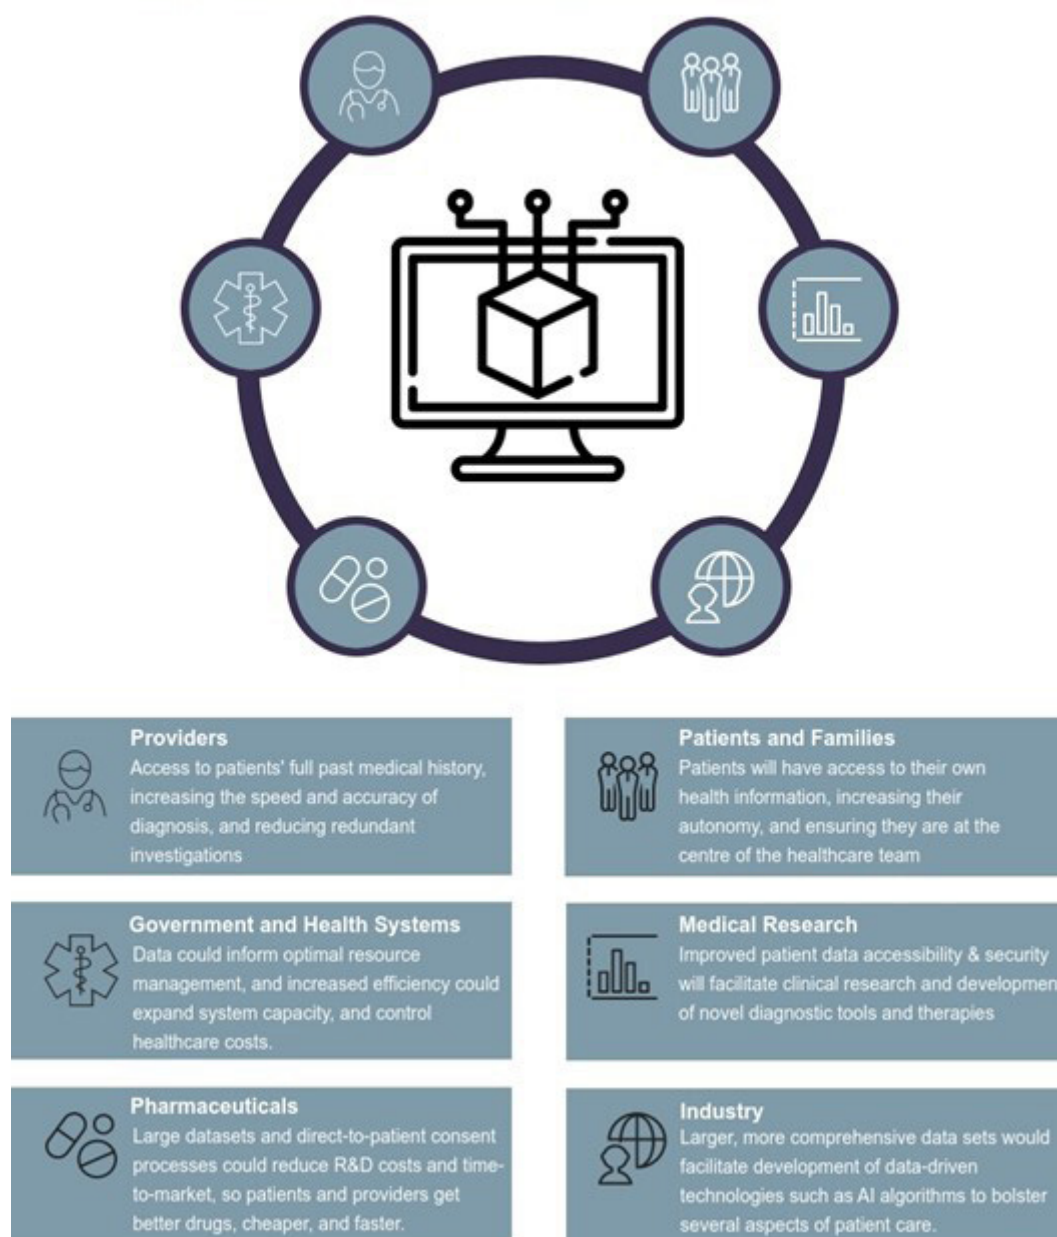 Providers
Access to patients' full past medical history,
increasing the speed and accuracy of
diagnosis, and reducing redundant
investigations
Patients and Families
Patients will have access to their own
health information, increasing their
autonomy, and ensuring they are at the
centre of the healthcare team
Government and Health Systems
Data could inform optimal resource
management, and increased efficiency could
expand system capacity, and control
healthcare costs.
Medical Research
Improved patient data accessibility & security
will facilitate clinical research and developmen
of novel diagnostic tools and therapies
Pharmaceuticals
Large datasets and direct-to-patient consent
processes could reduce R&D costs and time-
to-market, so patients and providers get
better drugs, cheaper, and faster.
Industry
Larger, more comprehensive data sets would
facilitate development of data-driven
technologies such as AI algorithms to bolster
several aspects of patient care.